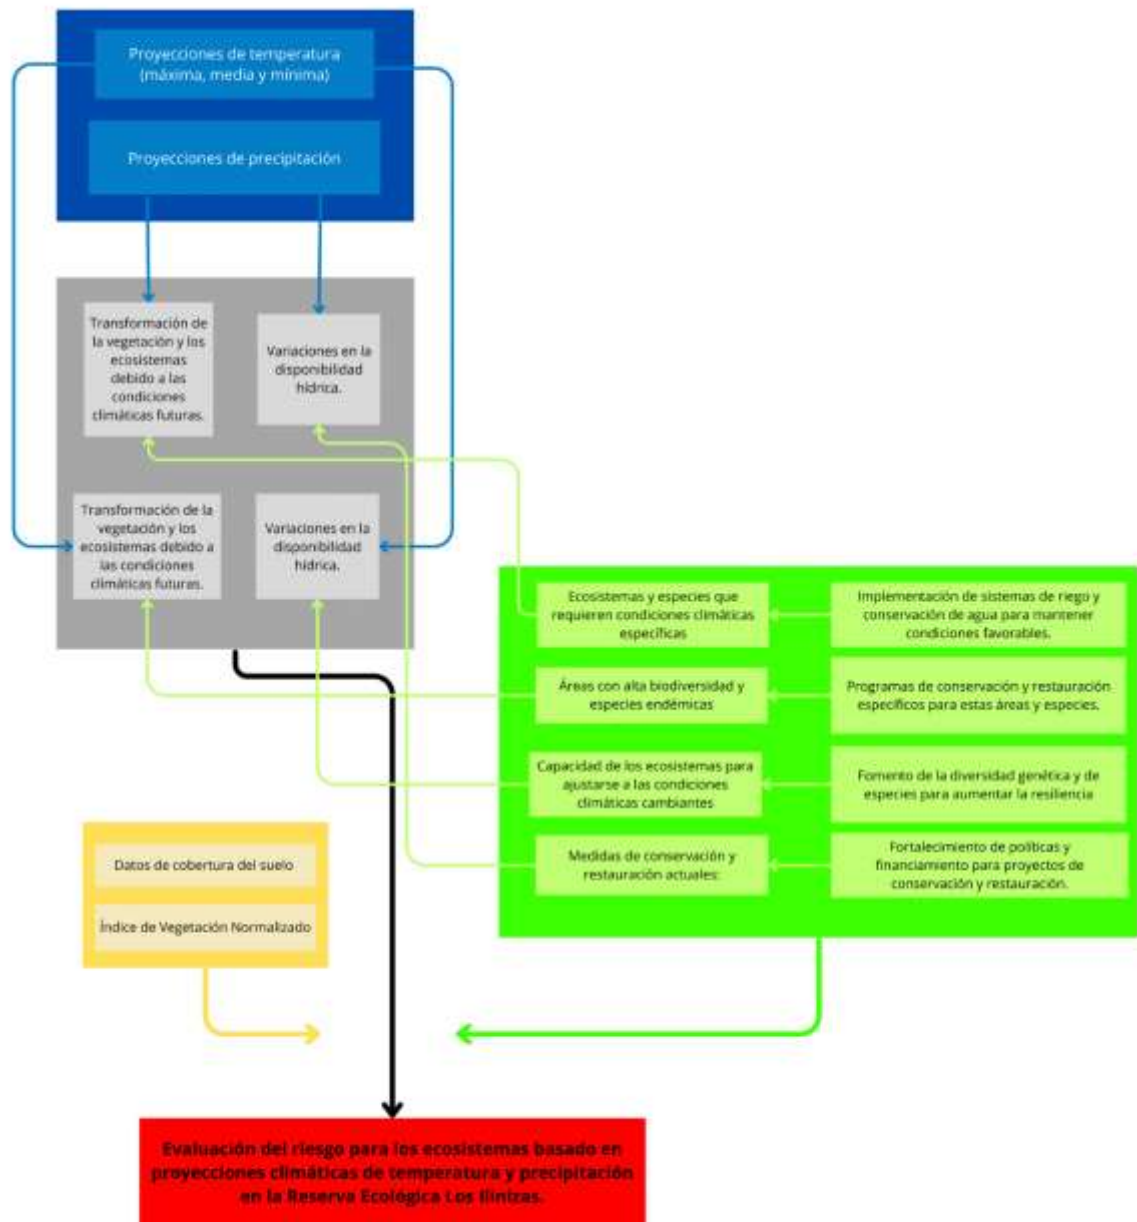 Proyecciones de temperatura
(máxima, media y mínima)
Proyecciones de precipitación
Transformación de
la vegetación y los
ecosistemas
debido a las
condiciones
climáticas futuras.
Variaciones en la
disponibilidad
hídrica.
Transformación de la
vegetación y los
ecosistemas debido a
las condiciones
climáticas futuras.
Variaciones en la
disponibilidad
hídrica.
Ecosistemas y especies que
requieren condiciones climáticas
específicas
Implementación de sistemas de riego y
conservación de agua para mantener
condiciones favorables.
Áreas con alta biodiversidad y
especies endémicas
Programas de conservación y restauración
específicos para estas áreas y especies.
Capacidad de los ecosistemas para
ajustarse a las condiciones
climáticas cambiantes
Fomento de la diversidad genética y de
especies para aumentar la resiliencia
Medidas de conservación y
restauración actuales:
Fortalecimiento de políticas y
financiamiento para proyectos de
conservación y restauración.
Datos de cobertura del suelo
Índice de Vegetación Normalizado
Evaluación del riesgo para los ecosistemas basado en
proyecciones climáticas de temperatura y precipitación
en la Reserva Ecológica Los Ilinizas.